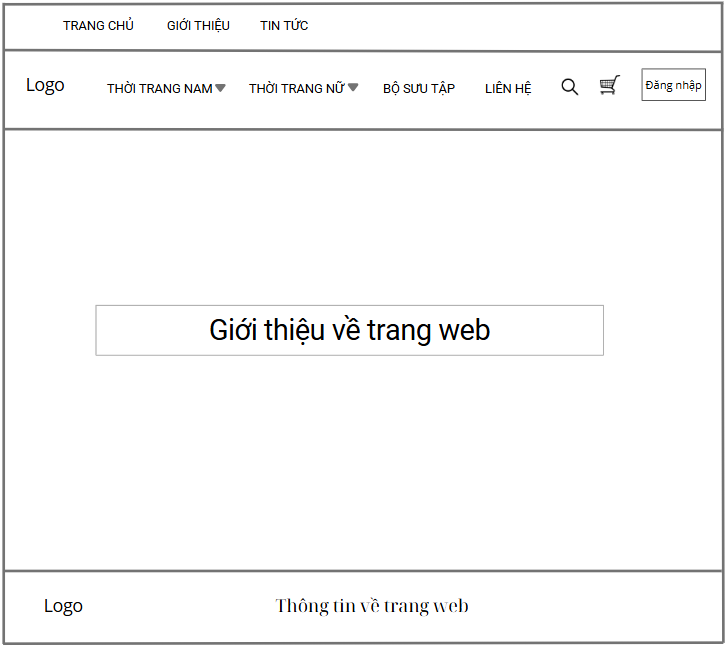 TRANG CHỦ GIỚI THIỆU TIN TỨC
Logo THỜI TRANG NAM THỜI TRANG NỮ BỘ SƯU TẬP LIÊN HỆ Đăng nhập
Giới thiệu về trang web
Logo Thông tin về trang web